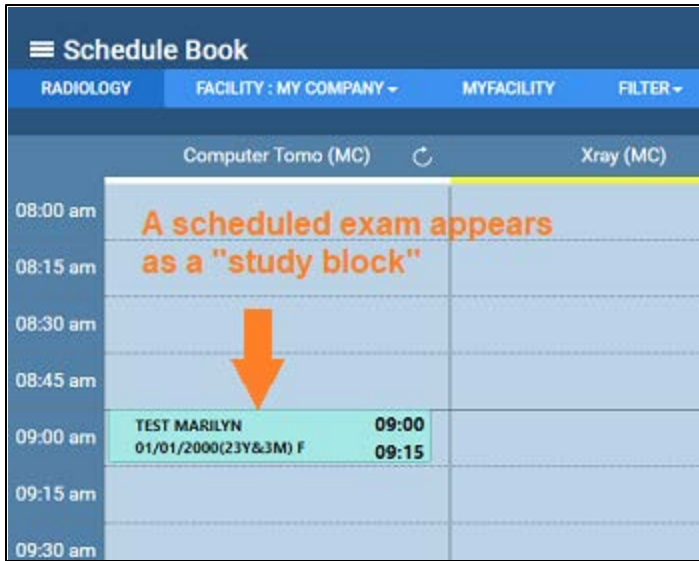 Schedule Book
RADIOLOGY FACILITY : MY COMPANY MYFACILITY FILTER
Computer Tomo (MC) Xray (MC)
08:00 am
A scheduled exam appears
as a "study block"
08:15 am
08:30 am
08:45 am
09:00 am
TEST MARILYN 09:00
01/01/2000(23Y&3M) F 09:15
09:15 am
09:30 am